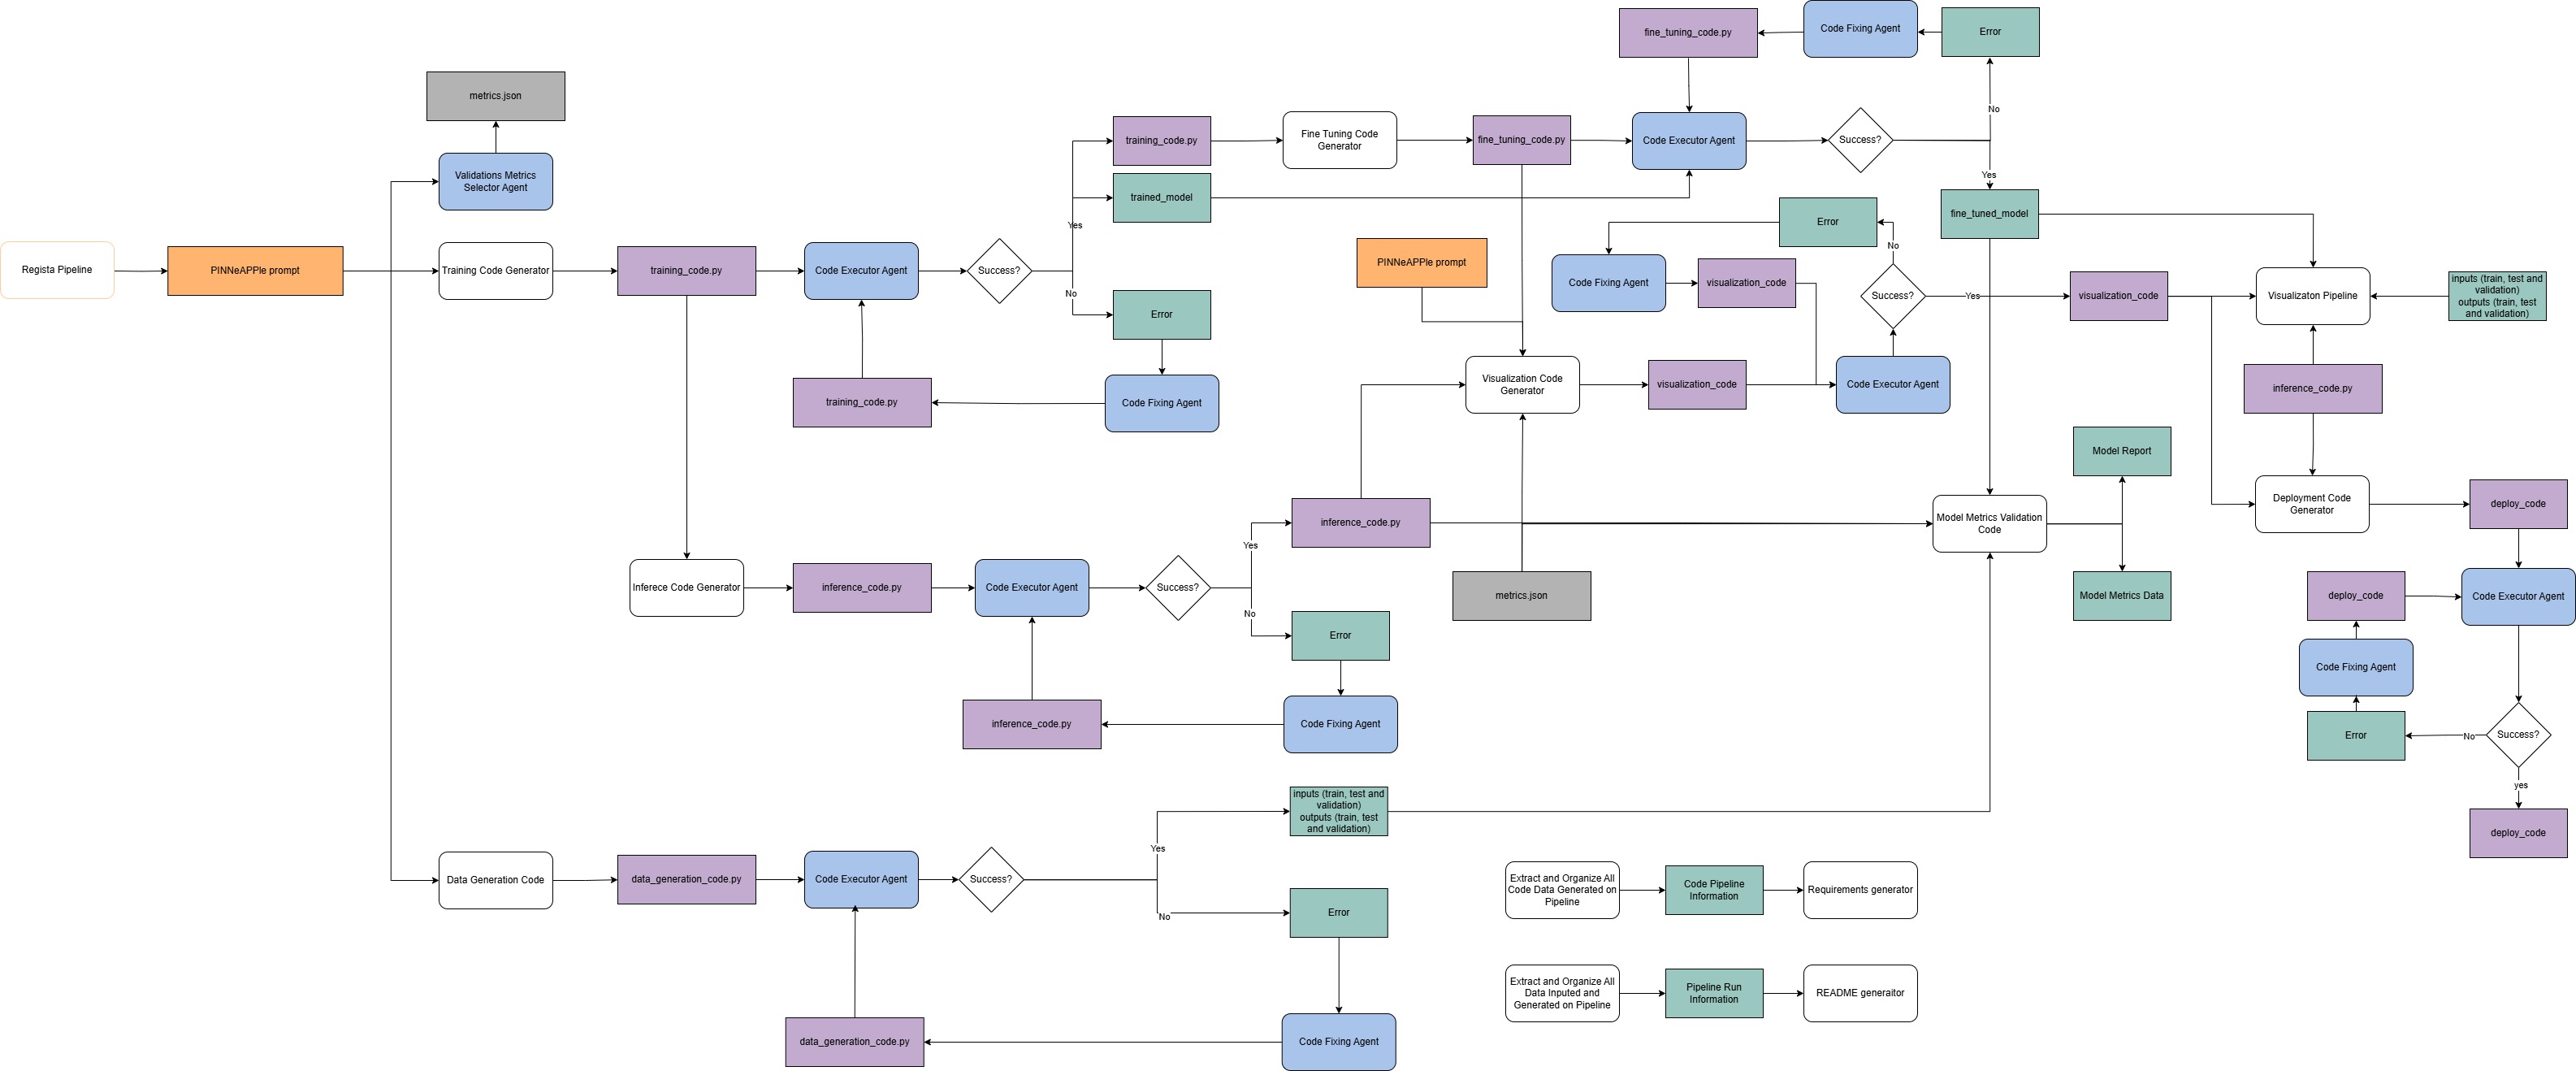 fine_tuning_code.py
Code Fixing Agent
Error
metrics.json
No
training_code.py
Fine Tuning Code
Generator
fine_tuning_code.py
Code Executor Agent
Success?
Validations Metrics
Selector Agent
Yes
trained_model
Yes
fine_tuned_model
Error
No
Regista Pipeline
PINNeAPPle prompt
Training Code Generator
training_code.py
Code Executor Agent
Success?
No
Error
PINNeAPPle prompt
Code Fixing Agent
visualization_code
Success?
Yes
visualization_code
Visualizaton Pipeline
inputs (train, test and
validation)
outputs (train, test
and validation)
training_code.py
Code Fixing Agent
Visualization Code
Generator
visualization_code
Code Executor Agent
inference_code.py
Model Report
inference_code.py
Model Metrics Validation
Code
Deployment Code
Generator
deploy_code
Yes
Inferece Code Generator
inference_code.py
Code Executor Agent
Success?
No
metrics.json
Model Metrics Data
deploy_code
Code Executor Agent
Error
Code Fixing Agent
inference_code.py
Code Fixing Agent
Error
No
Success?
yes
deploy_code
inputs (train, test and
validation)
outputs (train, test
and validation)
Yes
Data Generation Code
data_generation_code.py
Code Executor Agent
Success?
No
Error
Extract and Organize All
Code Data Generated on
Pipeline
Code Pipeline
Information
Requirements generator
Extract and Organize All
Data Inputed and
Generated on Pipeline
Pipeline Run
Information
README generaitor
data_generation_code.py
Code Fixing Agent